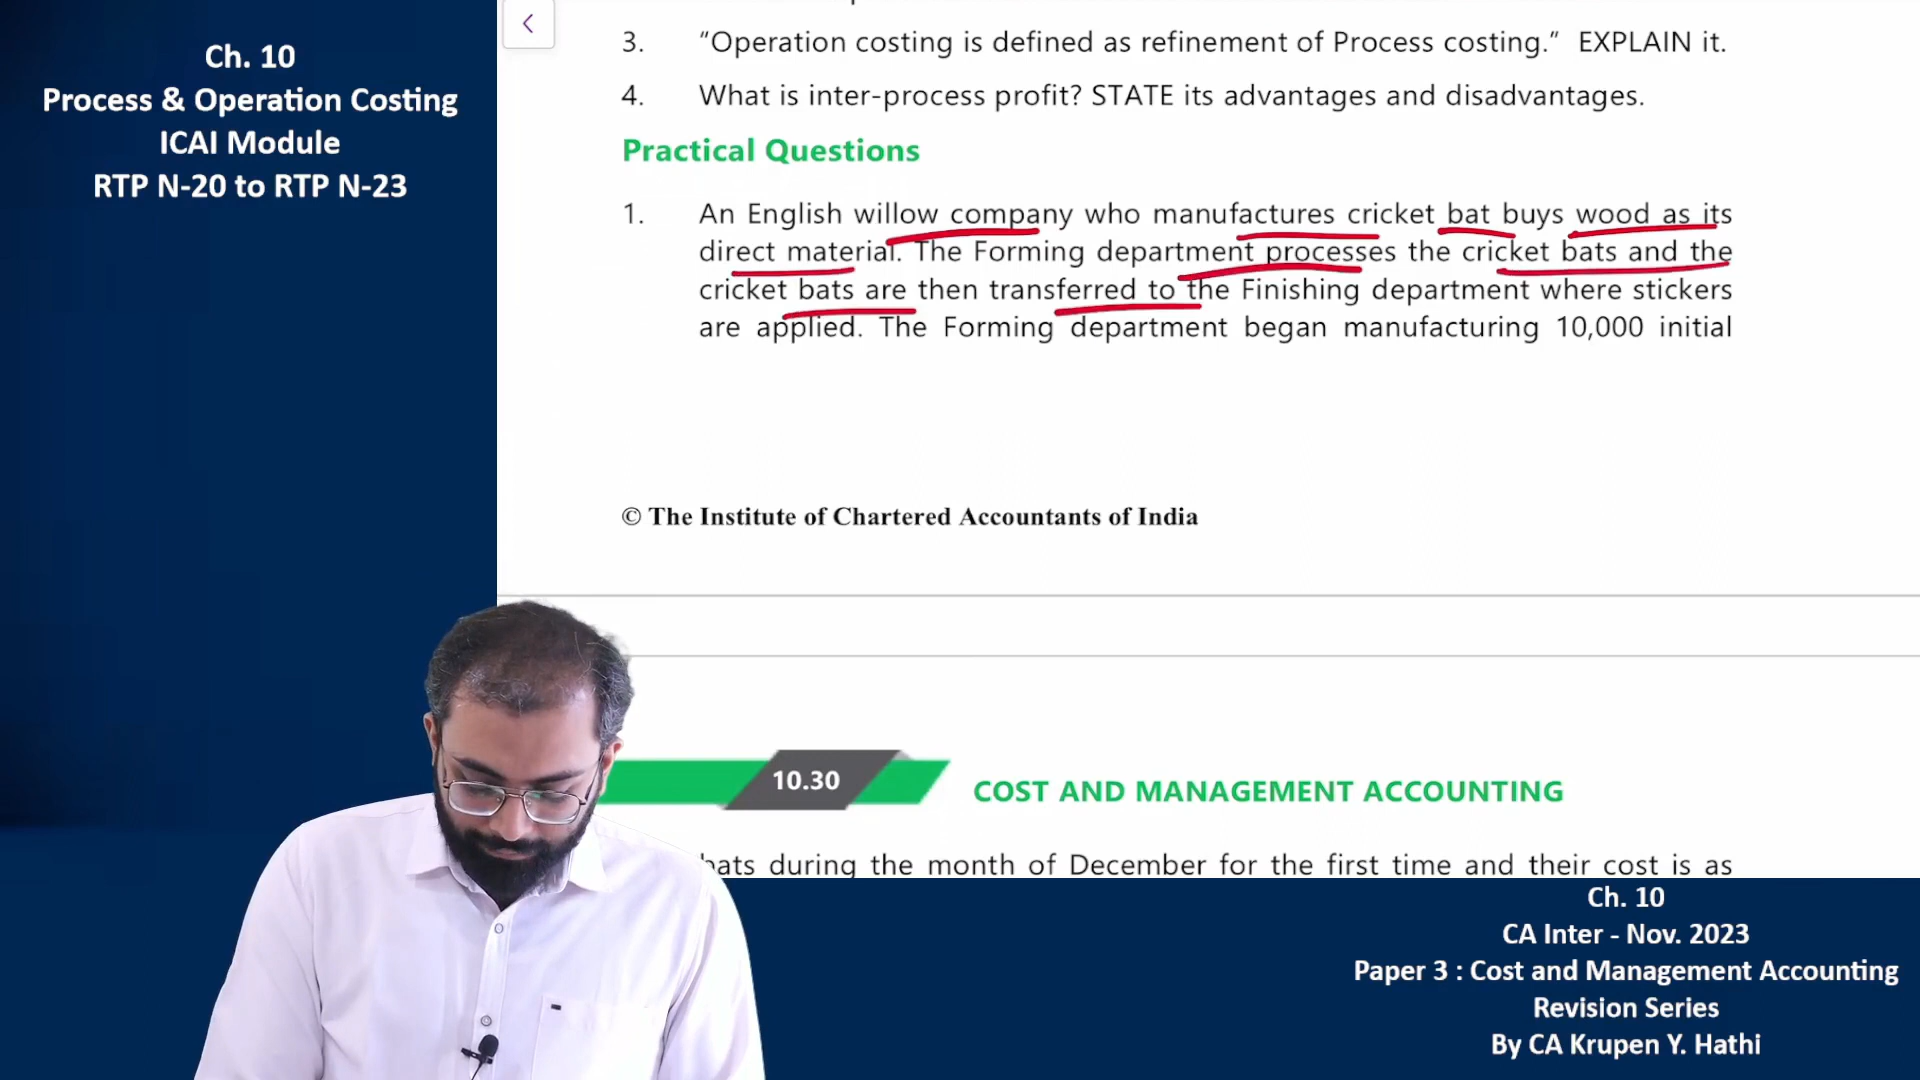 Ch. 10
Process & Operation Costing
ICAI Module
RTP N-20 to RTP N-23
3. “Operation costing is defined as refinement of Process costing.” EXPLAIN it.
4. What is inter-process profit? STATE its advantages and disadvantages.
Practical Questions
1. An English willow company who manufactures cricket bat buys wood as its
direct material. The Forming department processes the cricket bats and the
cricket bats are then transferred to the Finishing department where stickers
are applied. The Forming department began manufacturing 10,000 initial
© The Institute of Chartered Accountants of India
10.30 COST AND MANAGEMENT ACCOUNTING
bats during the month of December for the first time and their cost is as
Ch. 10
CA Inter - Nov. 2023
Paper 3 : Cost and Management Accounting
Revision Series
By CA Krupen Y. Hathi